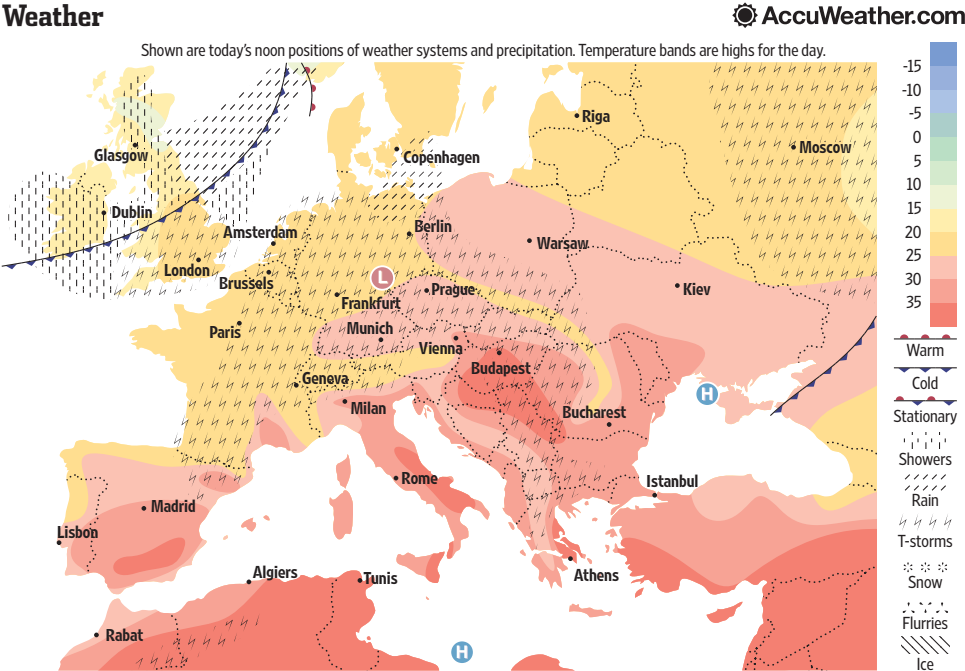 Weather
AccuWeather.com
Shown are today's noon positions of weather systems and precipitation. Temperature bands are highs for the day.
-15
-10
-5
0
5
10
15
20
25
30
35
Warm
Cold
Stationary
Showers
Rain
T-storms
Snow
Flurries
Ice
Riga
Moscow
Glasgow
Copenhagen
Dublin
Amsterdam
Berlin
Warsaw
London
Brussels
L
Prague
Kiev
Frankfurt
Paris
Munich
Vienna
Budapest
Geneva
H
Milan
Bucharest
Rome
Istanbul
Madrid
Lisbon
Algiers
Tunis
Athens
Rabat
H